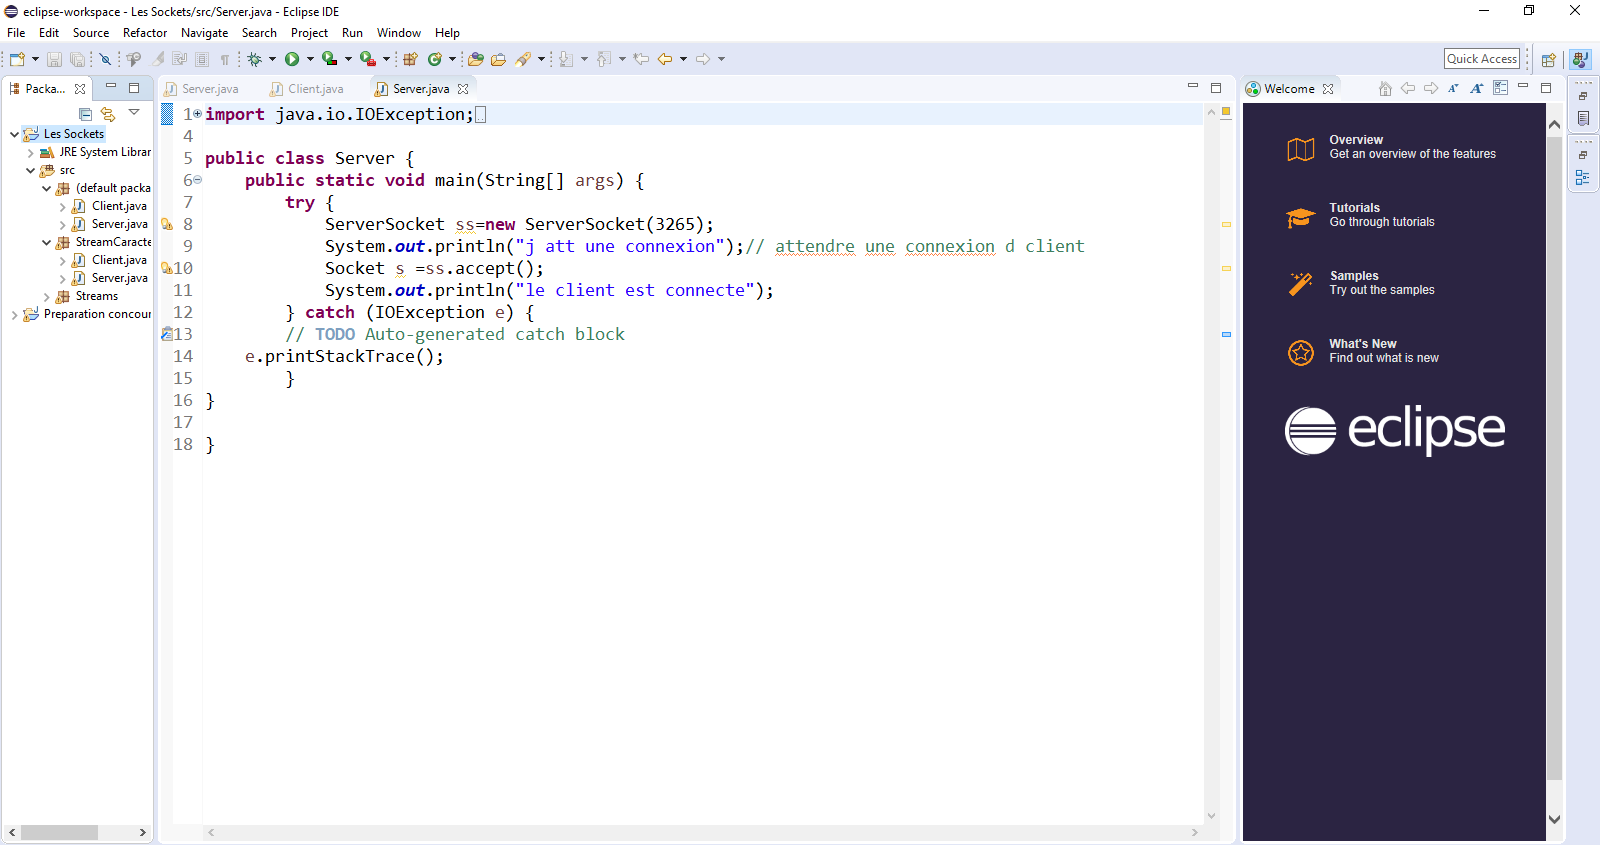 eclipse-workspace - Les Sockets/src/Server.java - Eclipse IDE
File Edit Source Refactor Navigate Search Project Run Window Help
Quick Access
Packa...
Les Sockets
JRE System Librar
src
(default packa
Client.java
Server.java
StreamCaracte
Client.java
Server.java
Streams
Preparation concour
Server.java Client.java Server.java
1 import java.io.IOException;
4
5 public class Server {
6 public static void main(String[] args) {
7 try {
8 ServerSocket ss=new ServerSocket(3265);
9 System.out.println("j att une connexion");// attendre une connexion d client
10 Socket s =ss.accept();
11 System.out.println("le client est connecte");
12 } catch (IOException e) {
13 // TODO Auto-generated catch block
14 e.printStackTrace();
15 }
16 }
17
18 }
Welcome
Overview
Get an overview of the features
Tutorials
Go through tutorials
Samples
Try out the samples
What's New
Find out what is new
eclipse